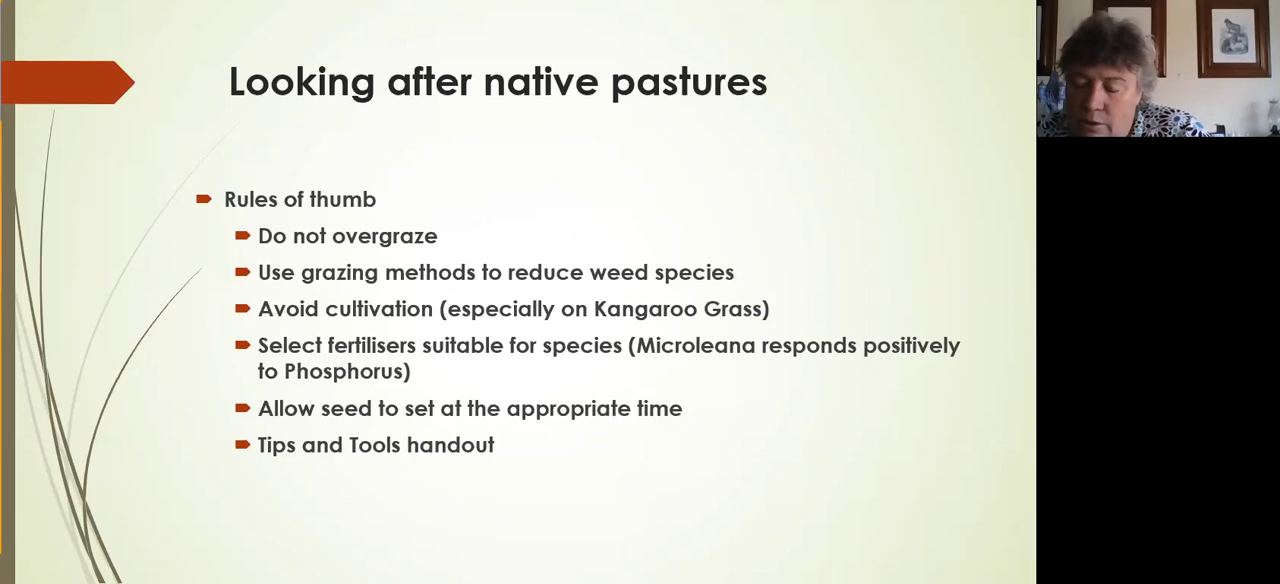 Looking after native pastures
Rules of thumb
Do not overgraze
Use grazing methods to reduce weed species
Avoid cultivation (especially on Kangaroo Grass)
Select fertilisers suitable for species (Microleana responds positively
to Phosphorus)
Allow seed to set at the appropriate time
Tips and Tools handout